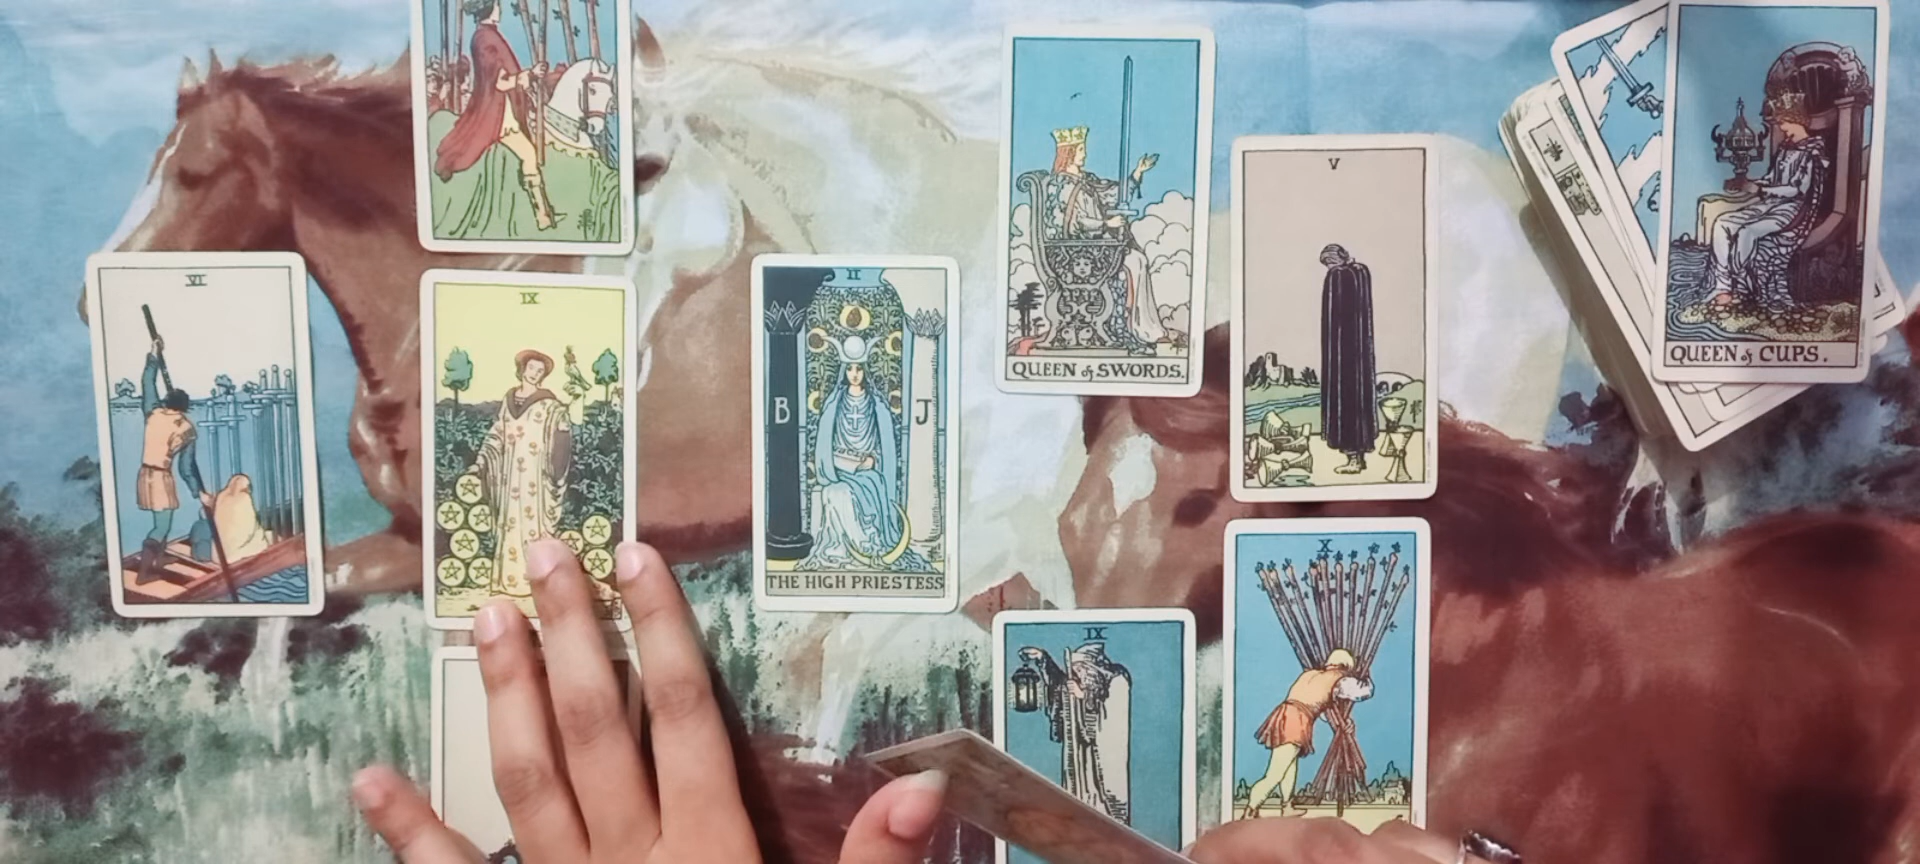 VI
IX
II
B
J
THE HIGH PRIESTESS
QUEEN of SWORDS.
V
IX
X
QUEEN of CUPS.